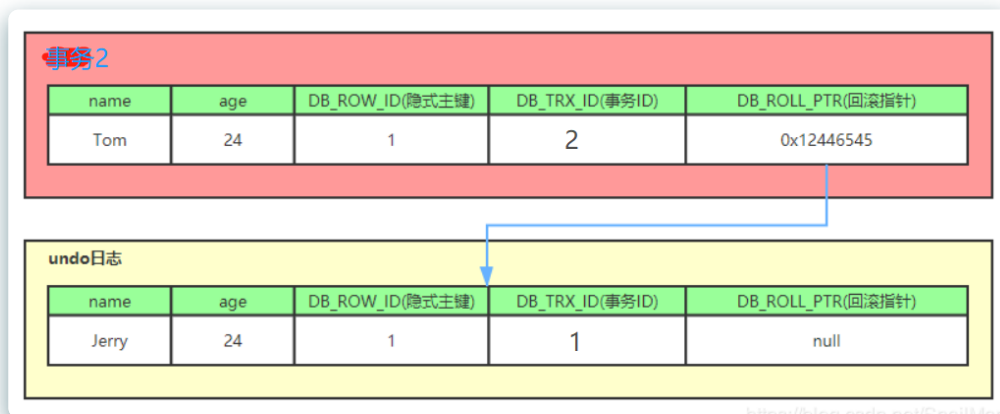 事务2
name age DB_ROW_ID(隐式主键) DB_TRX_ID(事务ID) DB_ROLL_PTR(回滚指针)
Tom 24 1 2 0x12446545
undo日志
name age DB_ROW_ID(隐式主键) DB_TRX_ID(事务ID) DB_ROLL_PTR(回滚指针)
Jerry 24 1 1 null